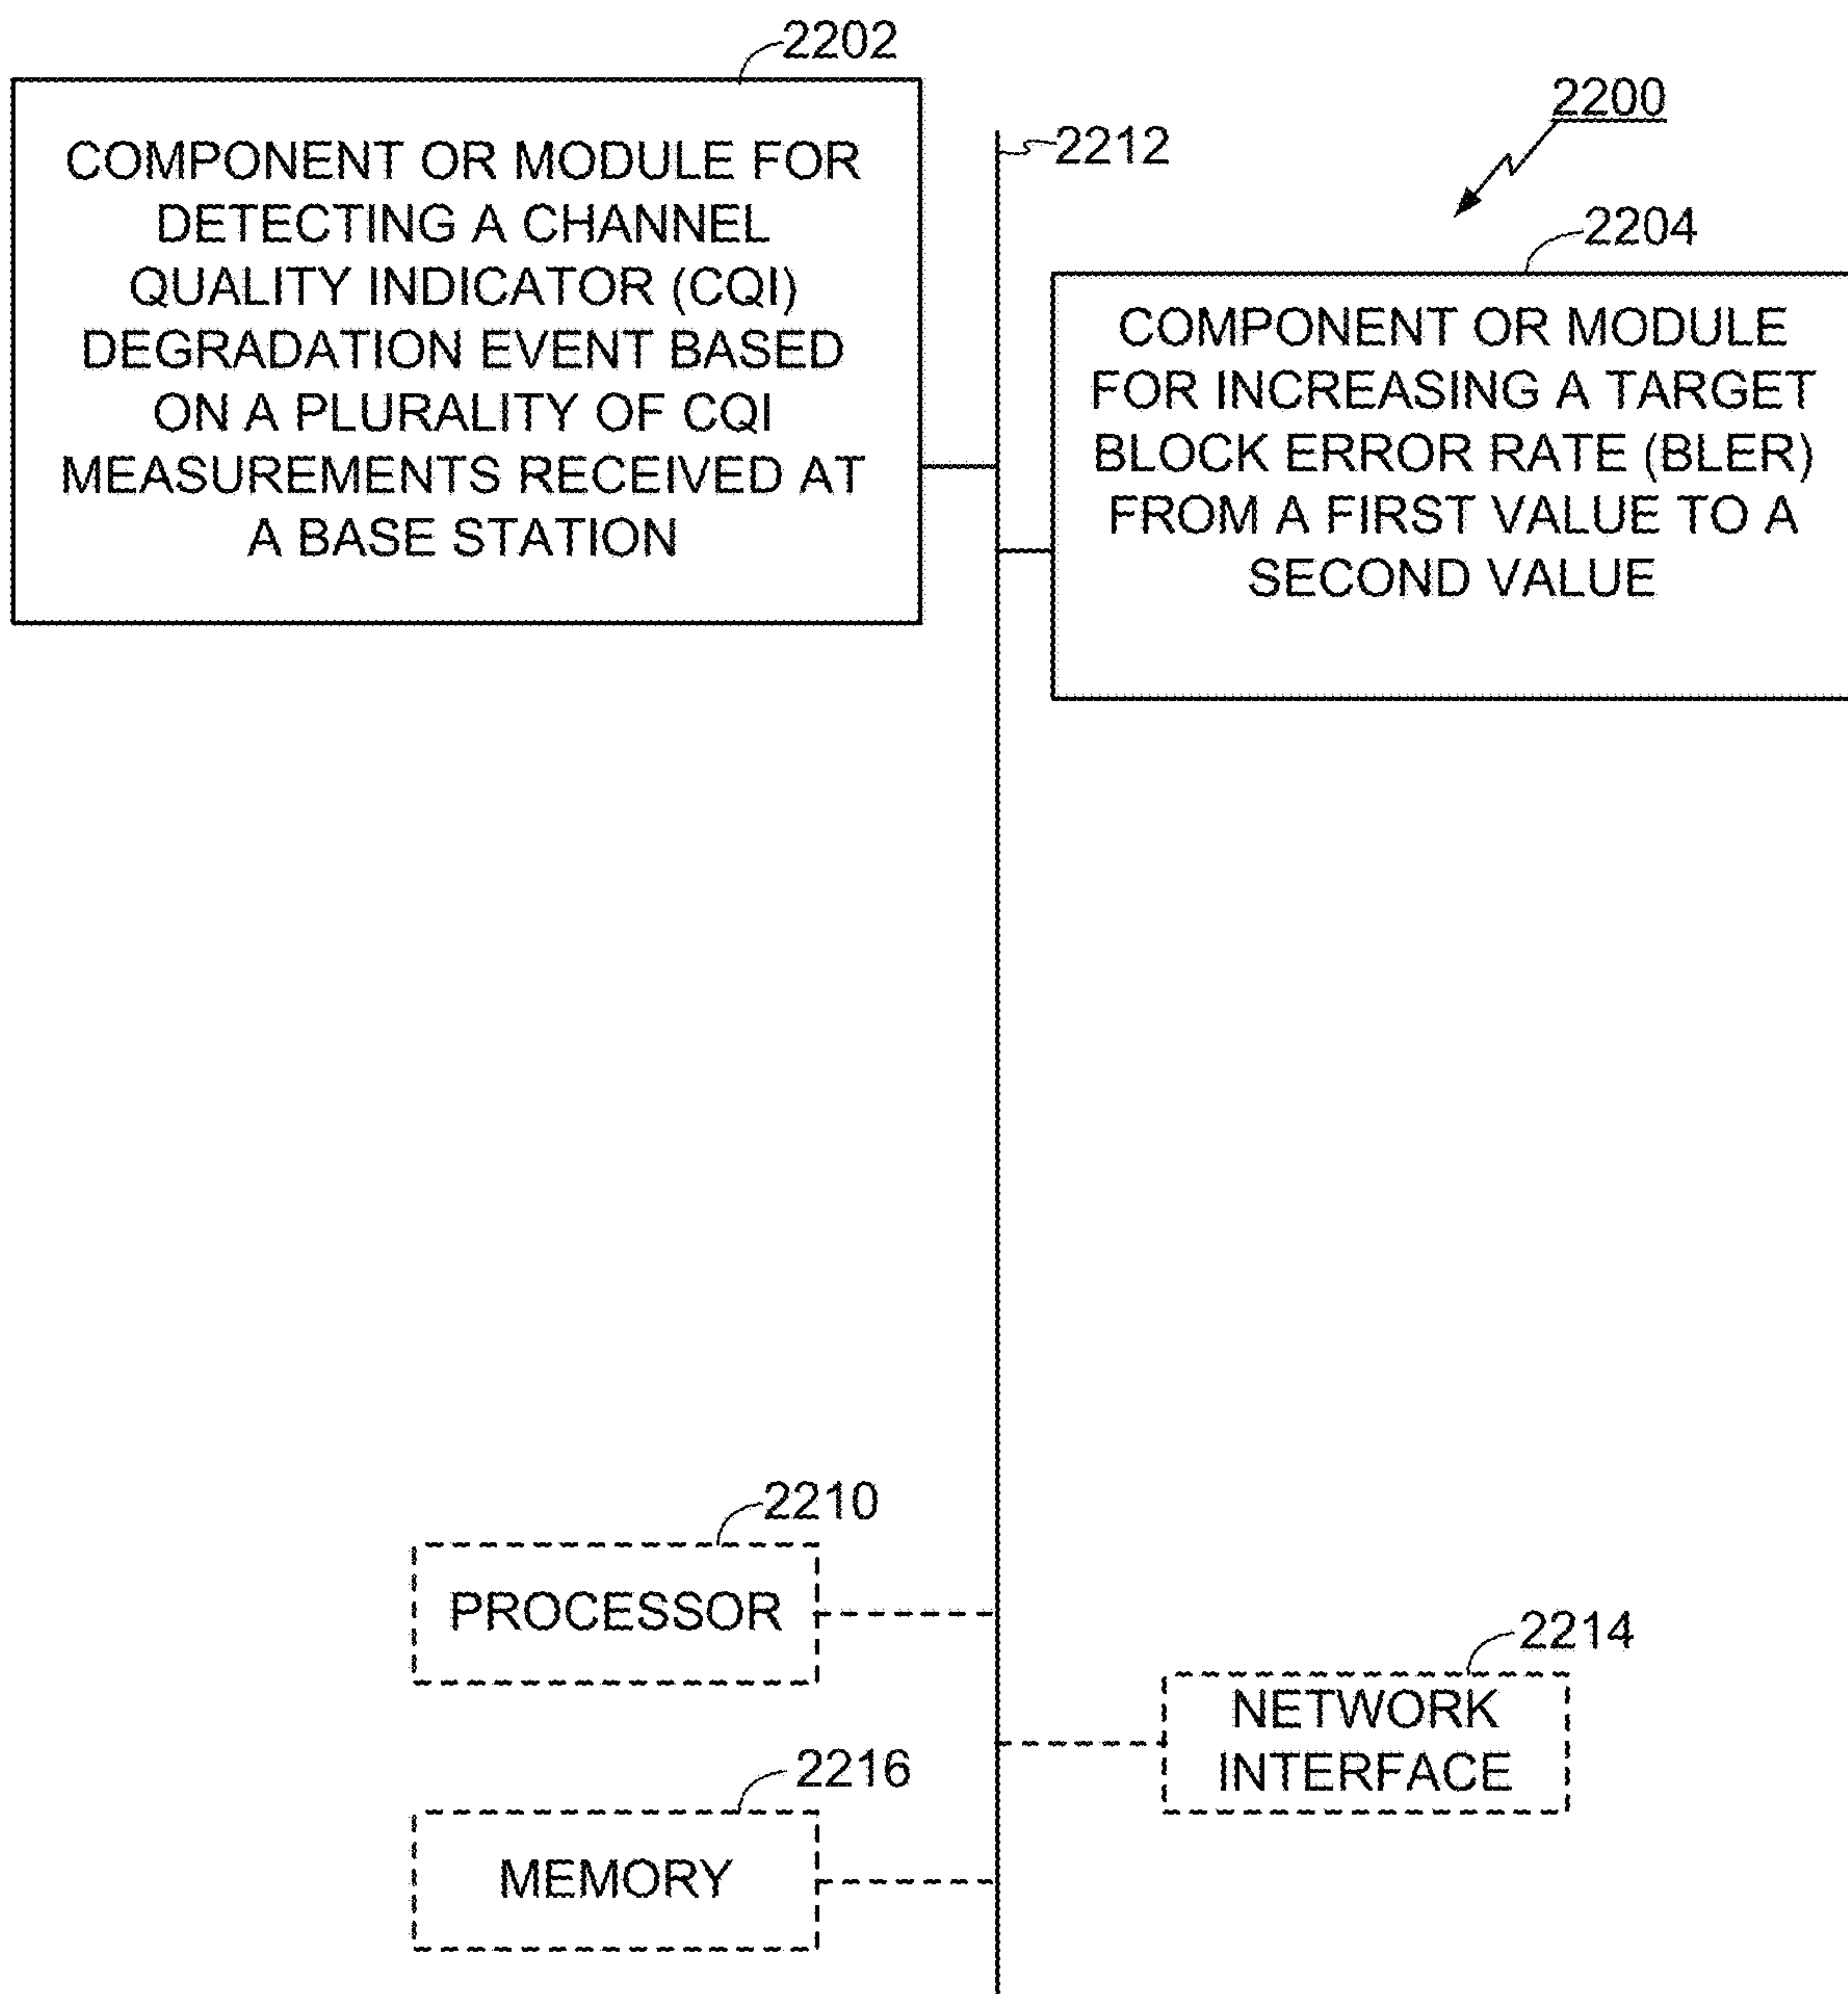 2202
COMPONENT OR MODULE FOR
DETECTING A CHANNEL
QUALITY INDICATOR (CQI)
DEGRADATION EVENT BASED
ON A PLURALITY OF CQI
MEASUREMENTS RECEIVED AT
A BASE STATION
2212
2200
2204
COMPONENT OR MODULE
FOR INCREASING A TARGET
BLOCK ERROR RATE (BLER)
FROM A FIRST VALUE TO A
SECOND VALUE
2210
PROCESSOR
2214
NETWORK
INTERFACE
2216
MEMORY